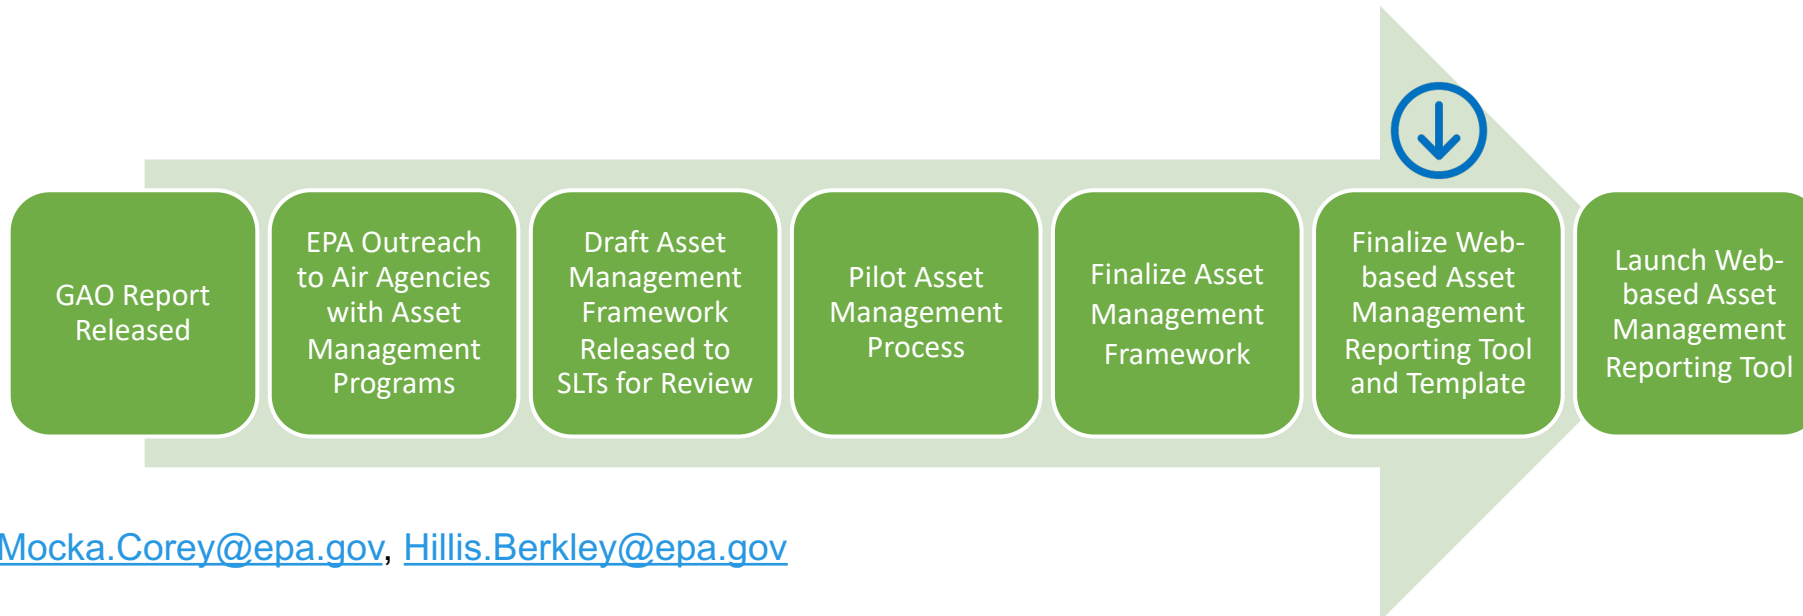 GAO Report
Released
EPA Outreach
to Air Agencies
with Asset
Management
Programs
Draft Asset
Management
Framework
Released to
SLTs for Review
Pilot Asset
Management
Process
Finalize Asset
Management
Framework
Finalize Web-
based Asset
Management
Reporting Tool
and Template
Launch Web-
based Asset
Management
Reporting Tool
Mocka.Corey@epa.gov, Hillis.Berkley@epa.gov